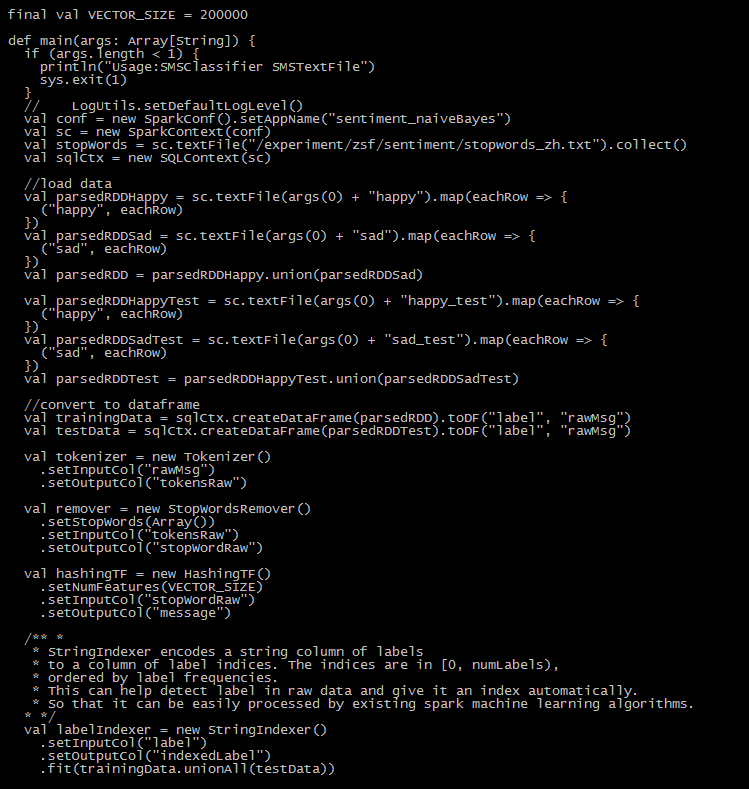 final val VECTOR_SIZE = 200000
def main(args: Array[String]) {
if (args.length < 1) {
println("Usage:SMSClassifier SMSTextFile")
sys.exit(1)
}
// LogUtils.setDefaultLogLevel()
val conf = new SparkConf().setAppName("sentiment_naiveBayes")
val sc = new SparkContext(conf)
val stopWords = sc.textFile("/experiment/zsf/sentiment/stopwords_zh.txt").collect()
val sqlCtx = new SQLContext(sc)
//load data
val parsedRDDHappy = sc.textFile(args(0) + "happy").map(eachRow => {
("happy", eachRow)
})
val parsedRDDSad = sc.textFile(args(0) + "sad").map(eachRow => {
("sad", eachRow)
})
val parsedRDD = parsedRDDHappy.union(parsedRDDSad)
val parsedRDDHappyTest = sc.textFile(args(0) + "happy_test").map(eachRow => {
("happy", eachRow)
})
val parsedRDDSadTest = sc.textFile(args(0) + "sad_test").map(eachRow => {
("sad", eachRow)
})
val parsedRDDTest = parsedRDDHappyTest.union(parsedRDDSadTest)
//convert to dataframe
val trainingData = sqlCtx.createDataFrame(parsedRDD).toDF("label", "rawMsg")
val testData = sqlCtx.createDataFrame(parsedRDDTest).toDF("label", "rawMsg")
val tokenizer = new Tokenizer()
.setInputCol("rawMsg")
.setOutputCol("tokensRaw")
val remover = new StopWordsRemover()
.setStopWords(Array())
.setInputCol("tokensRaw")
.setOutputCol("stopWordRaw")
val hashingTF = new HashingTF()
.setNumFeatures(VECTOR_SIZE)
.setInputCol("stopWordRaw")
.setOutputCol("message")
/** *
* StringIndexer encodes a string column of labels
* to a column of label indices. The indices are in [0, numLabels),
* ordered by label frequencies.
* This can help detect label in raw data and give it an index automatically.
* So that it can be easily processed by existing spark machine learning algorithms.
* */
val labelIndexer = new StringIndexer()
.setInputCol("label")
.setOutputCol("indexedLabel")
.fit(trainingData.unionAll(testData))